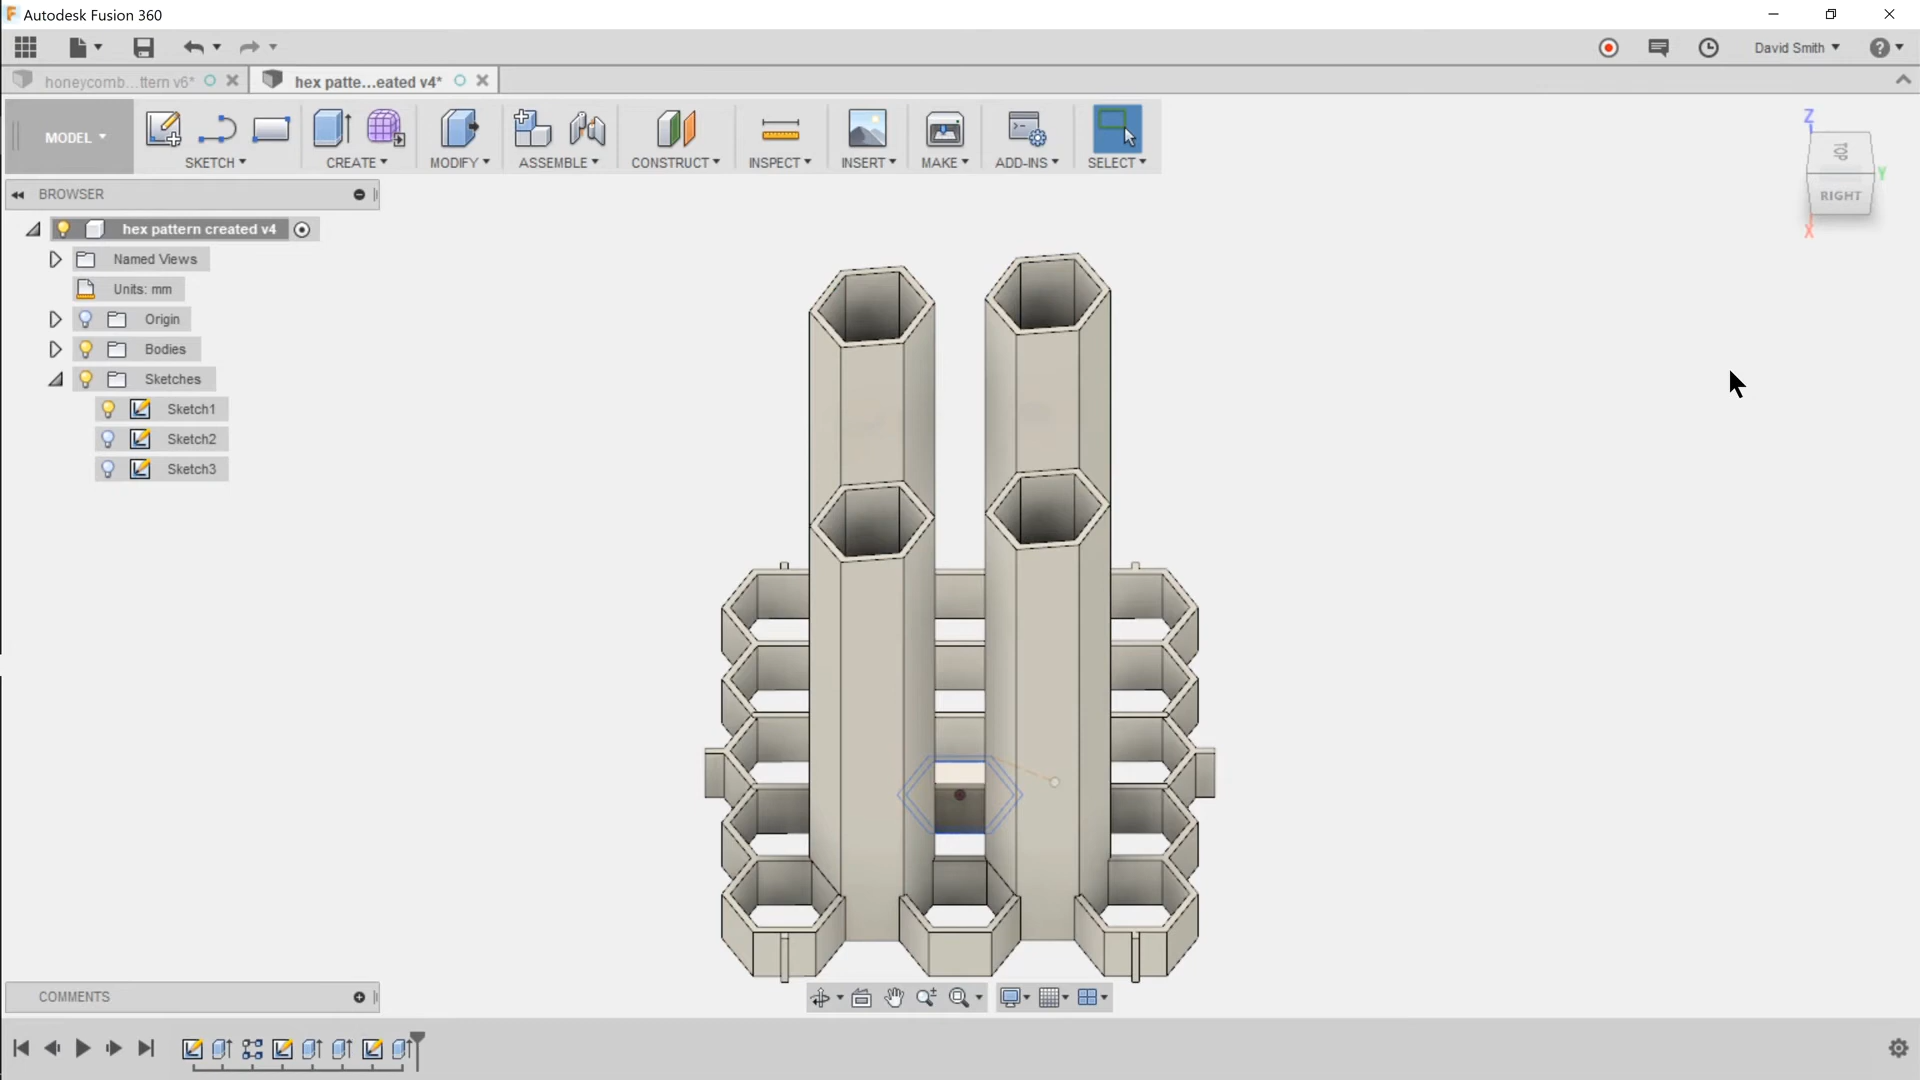 Autodesk Fusion 360
David Smith
honeycomb...ttern v6*
hex patte...eated v4*
MODEL
SKETCH
CREATE
MODIFY
ASSEMBLE
CONSTRUCT
INSPECT
INSERT
MAKE
ADD-INS
SELECT
Z
TOP
Y
RIGHT
X
BROWSER
hex pattern created v4
Named Views
Units: mm
Origin
Bodies
Sketches
Sketch1
Sketch2
Sketch3
COMMENTS